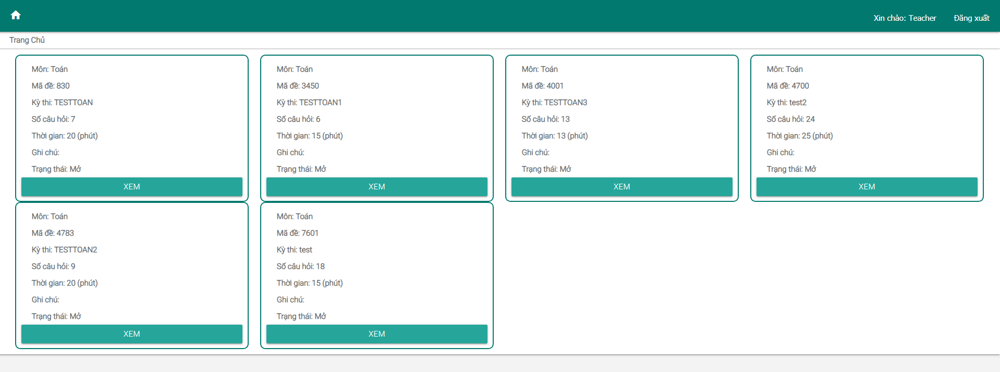 Xin chào: Teacher Đăng xuất
Trang Chủ
Môn: Toán
Mã đề: 830
Kỳ thi: TESTTOAN
Số câu hỏi: 7
Thời gian: 20 (phút)
Ghi chú:
Trạng thái: Mở
XEM
Môn: Toán
Mã đề: 3450
Kỳ thi: TESTTOAN1
Số câu hỏi: 6
Thời gian: 15 (phút)
Ghi chú:
Trạng thái: Mở
XEM
Môn: Toán
Mã đề: 4001
Kỳ thi: TESTTOAN3
Số câu hỏi: 13
Thời gian: 13 (phút)
Ghi chú:
Trạng thái: Mở
XEM
Môn: Toán
Mã đề: 4700
Kỳ thi: test2
Số câu hỏi: 24
Thời gian: 25 (phút)
Ghi chú:
Trạng thái: Mở
XEM
Môn: Toán
Mã đề: 4783
Kỳ thi: TESTTOAN2
Số câu hỏi: 9
Thời gian: 20 (phút)
Ghi chú:
Trạng thái: Mở
XEM
Môn: Toán
Mã đề: 7601
Kỳ thi: test
Số câu hỏi: 18
Thời gian: 15 (phút)
Ghi chú:
Trạng thái: Mở
XEM